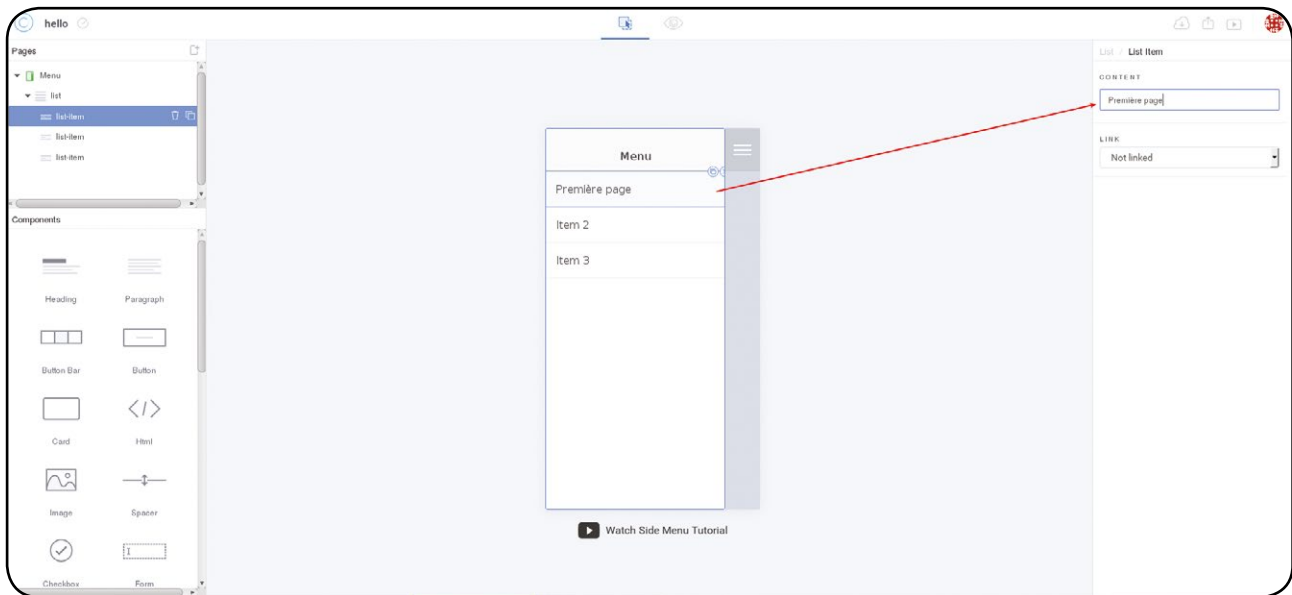 hello
Pages
Menu
list
list-item
list-item
list-item
Components
Heading
Paragraph
Button Bar
Button
Card
Html
Image
Spacer
Checkbox
Form
Menu
Première page
Item 2
Item 3
Watch Side Menu Tutorial
List / List Item
CONTENT
Première page
LINK
Not linked